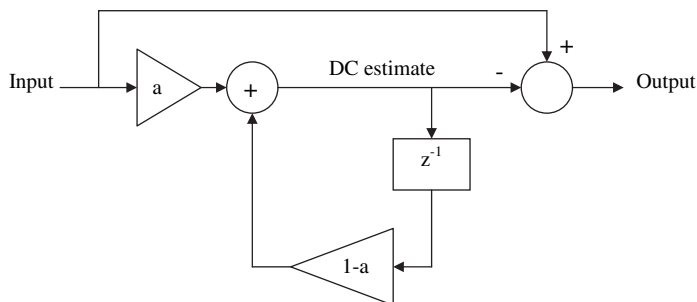 +
Input
a
+
DC estimate
-
Output
z⁻¹
1-a